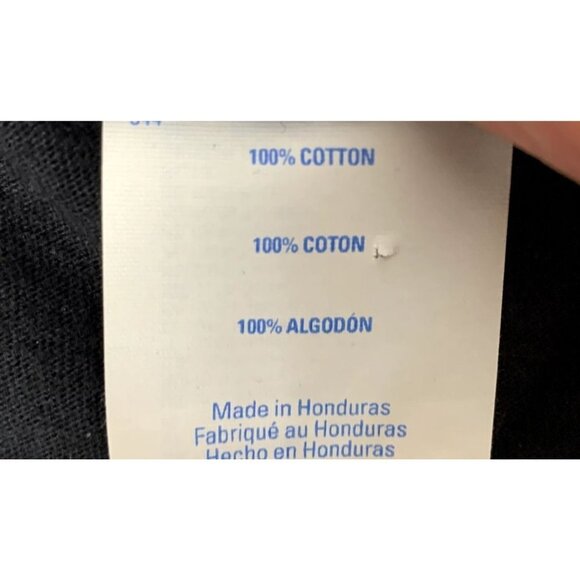 100% COTTON
100% COTON
100% ALGODÓN
Made in Honduras
Fabriqué au Honduras
Hecho en Honduras